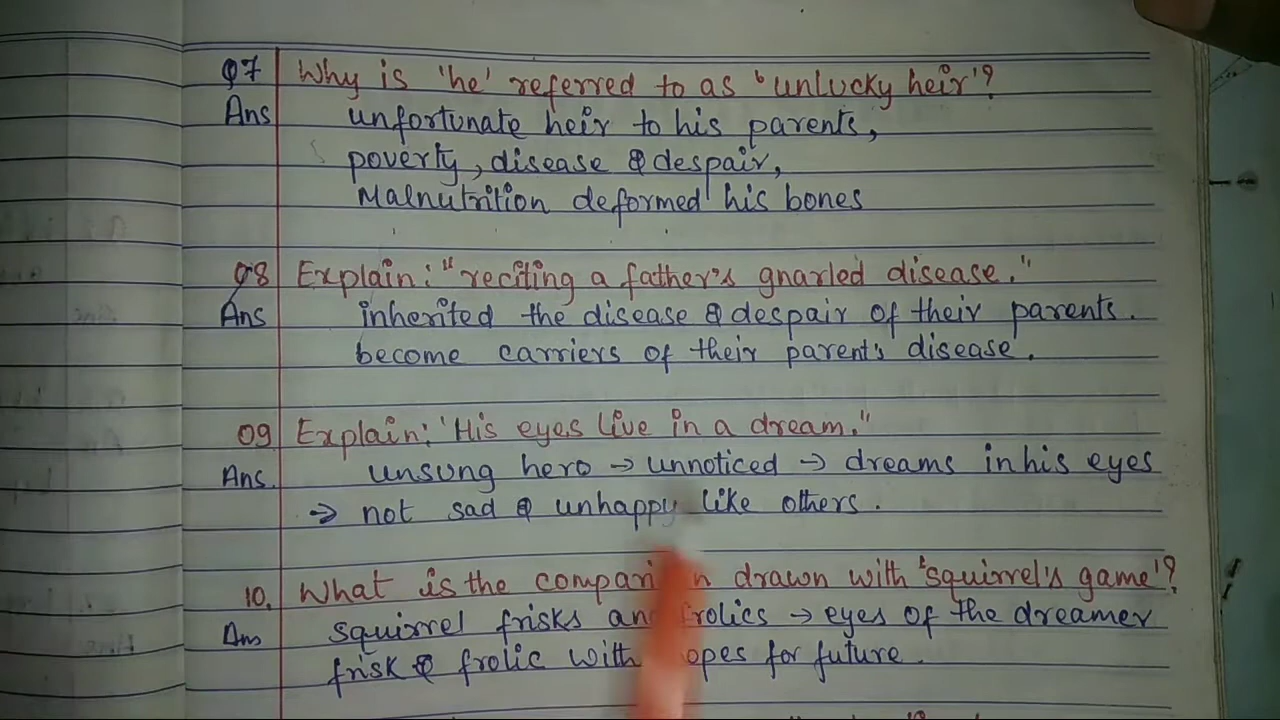 Q7 Why is 'he' referred to as 'unlucky heir'?
Ans unfortunate heir to his parents,
poverty, disease & despair,
Malnutrition deformed his bones
Q8 Explain: "reciting a father's gnarled disease."
Ans inherited the disease & despair of their parents.
become carriers of their parent's disease.
Q9 Explain: 'His eyes live in a dream."
Ans. unsung hero → unnoticed → dreams in his eyes
→ not sad & unhappy like others.
10. What is the drawn with 'squirrel's game'?
Ans squirrel frisks → eyes of the dreamer
frisk & frolic with for future.